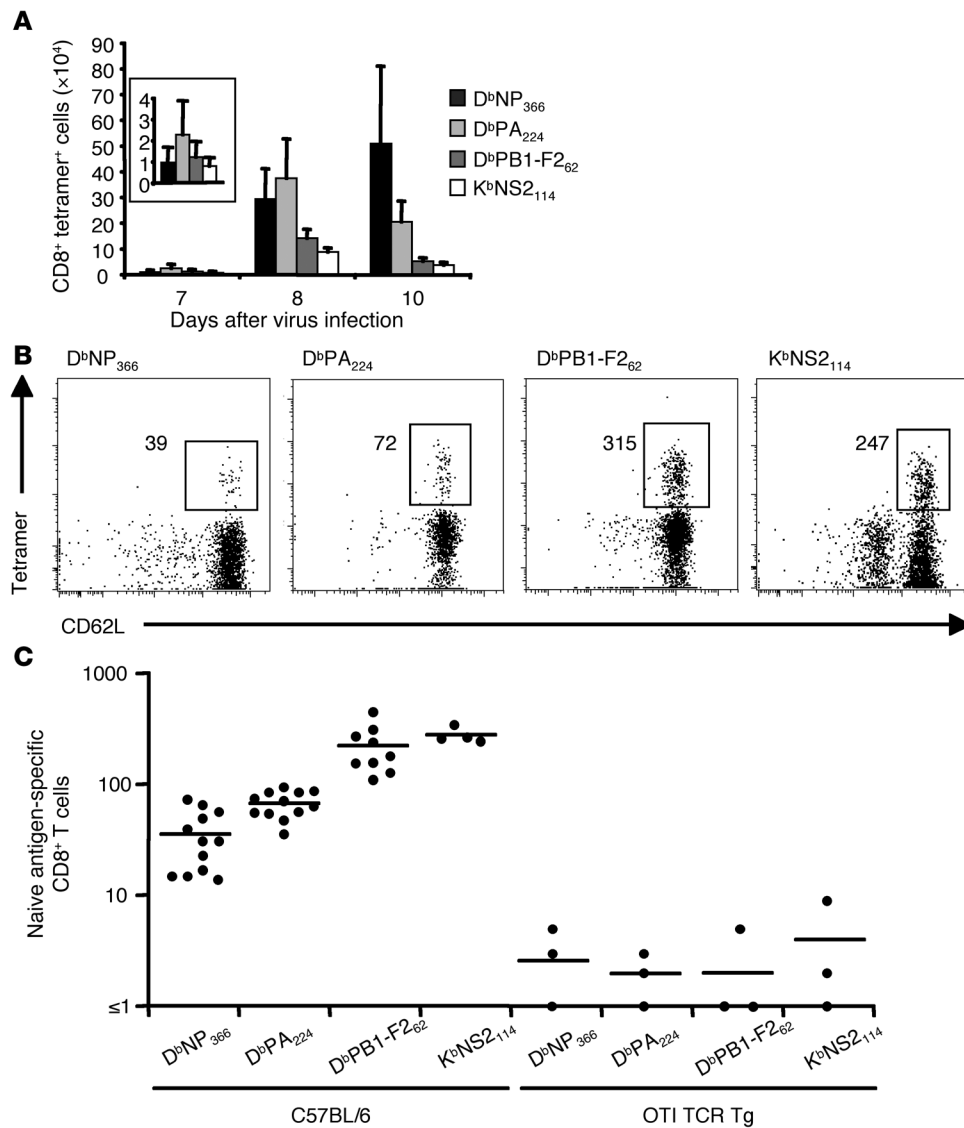 A
CD8⁺ tetramer⁺ cells (×10⁴)
90
80
70
60
50
40
30
20
10
0
4
3
2
1
0
DᵇNP₃₆₆
DᵇPA₂₂₄
DᵇPB1-F2₆₂
KᵇNS2₁₁₄
7 8 10
Days after virus infection
B
DᵇNP₃₆₆ DᵇPA₂₂₄ DᵇPB1-F2₆₂ KᵇNS2₁₁₄
39 72 315 247
Tetramer
CD62L
C
Naive antigen-specific
CD8⁺ T cells
1000
100
10
≤1
DᵇNP₃₆₆ DᵇPA₂₂₄ DᵇPB1-F2₆₂ KᵇNS2₁₁₄ DᵇNP₃₆₆ DᵇPA₂₂₄ DᵇPB1-F2₆₂ KᵇNS2₁₁₄
C57BL/6 OTI TCR Tg